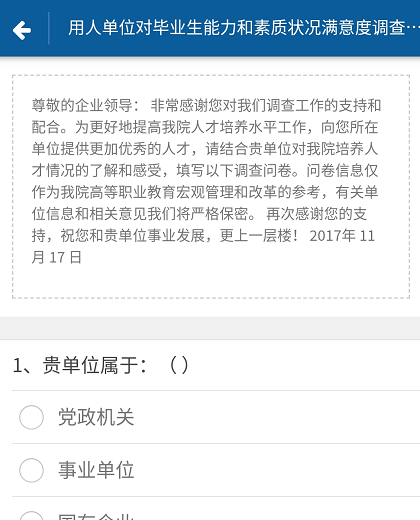 用人单位对毕业生能力和素质状况满意度调查…
尊敬的企业领导： 非常感谢您对我们调查工作的支持和
配合。为更好地提高我院人才培养水平工作，向您所在
单位提供更加优秀的人才，请结合贵单位对我院培养人
才情况的了解和感受，填写以下调查问卷。问卷信息仅
作为我院高等职业教育宏观管理和改革的参考，有关单
位信息和相关意见我们将严格保密。 再次感谢您的支
持，祝您和贵单位事业发展，更上一层楼！ 2017年 11
月 17 日
1、贵单位属于：（ ）
党政机关
事业单位
国有企业